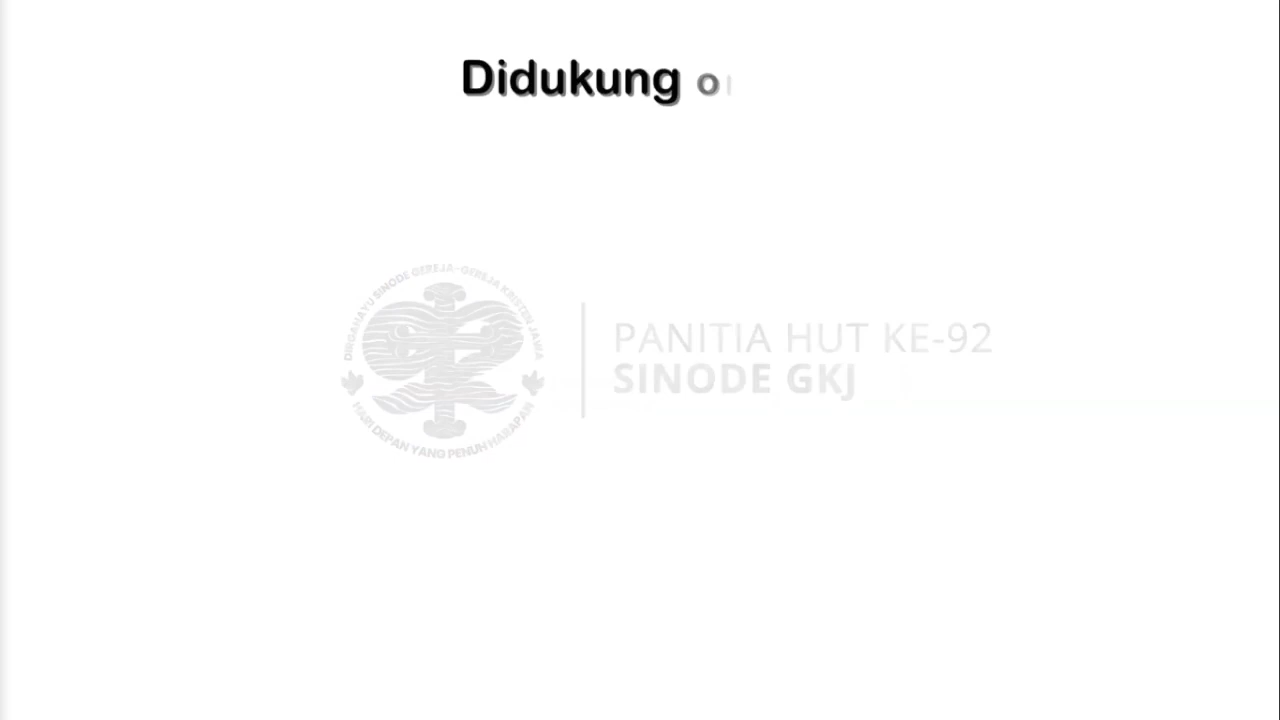 Didukung o
DIRGAHAYU SINODE GEREJA-GEREJA KRISTEN JAWA
HARI DEPAN YANG PENUH HARAPAN
PANITIA HUT KE-92
SINODE GKJ